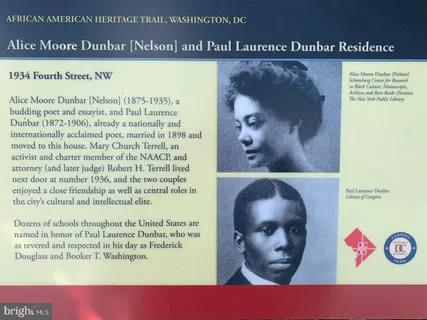 AFRICAN AMERICAN HERITAGE TRAIL, WASHINGTON, DC
Alice Moore Dunbar [Nelson] and Paul Laurence Dunbar Residence
1934 Fourth Street, NW
Alice Moore Dunbar [Nelson] (1875-1935), a
budding poet and essayist, and Paul Laurence
Dunbar (1872-1906), already a nationally and
internationally acclaimed poet, married in 1898 and
moved to this house. Mary Church Terrell, an
activist and charter member of the NAACP, and
attorney (and later judge) Robert H. Terrell lived
next door at number 1936, and the two couples
enjoyed a close friendship as well as central roles in
the city's cultural and intellectual elite.
Dozens of schools throughout the United States are
named in honor of Paul Laurence Dunbar, who was
as revered and respected in his day as Frederick
Douglass and Booker T. Washington.
Alice Moore Dunbar [Nelson].
Schomburg Center for Research
in Black Culture, Manuscripts,
Archives and Rare Books Division,
The New York Public Library.
Paul Laurence Dunbar
Library of Congress
DC
bright MLS